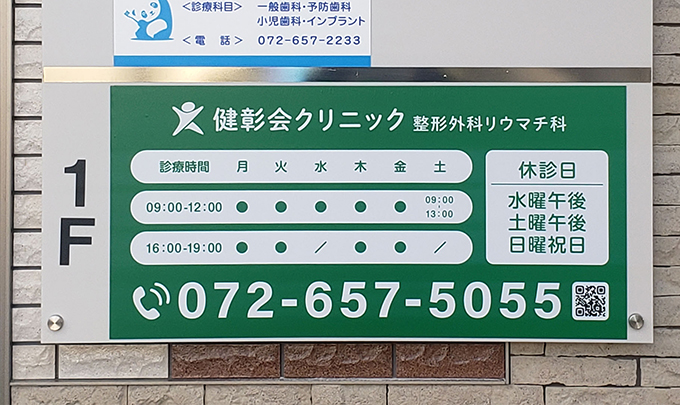 <診療科目> 一般歯科・予防歯科
小児歯科・インプラント
<電 話> 072-657-2233
1F
健彰会クリニック 整形外科リウマチ科
診療時間 月 火 水 木 金 土
09:00-12:00 ● ● ● ● ● 09:00-13:00
16:00-19:00 ● ● / ● ● /
休診日
水曜午後
土曜午後
日曜祝日
072-657-5055